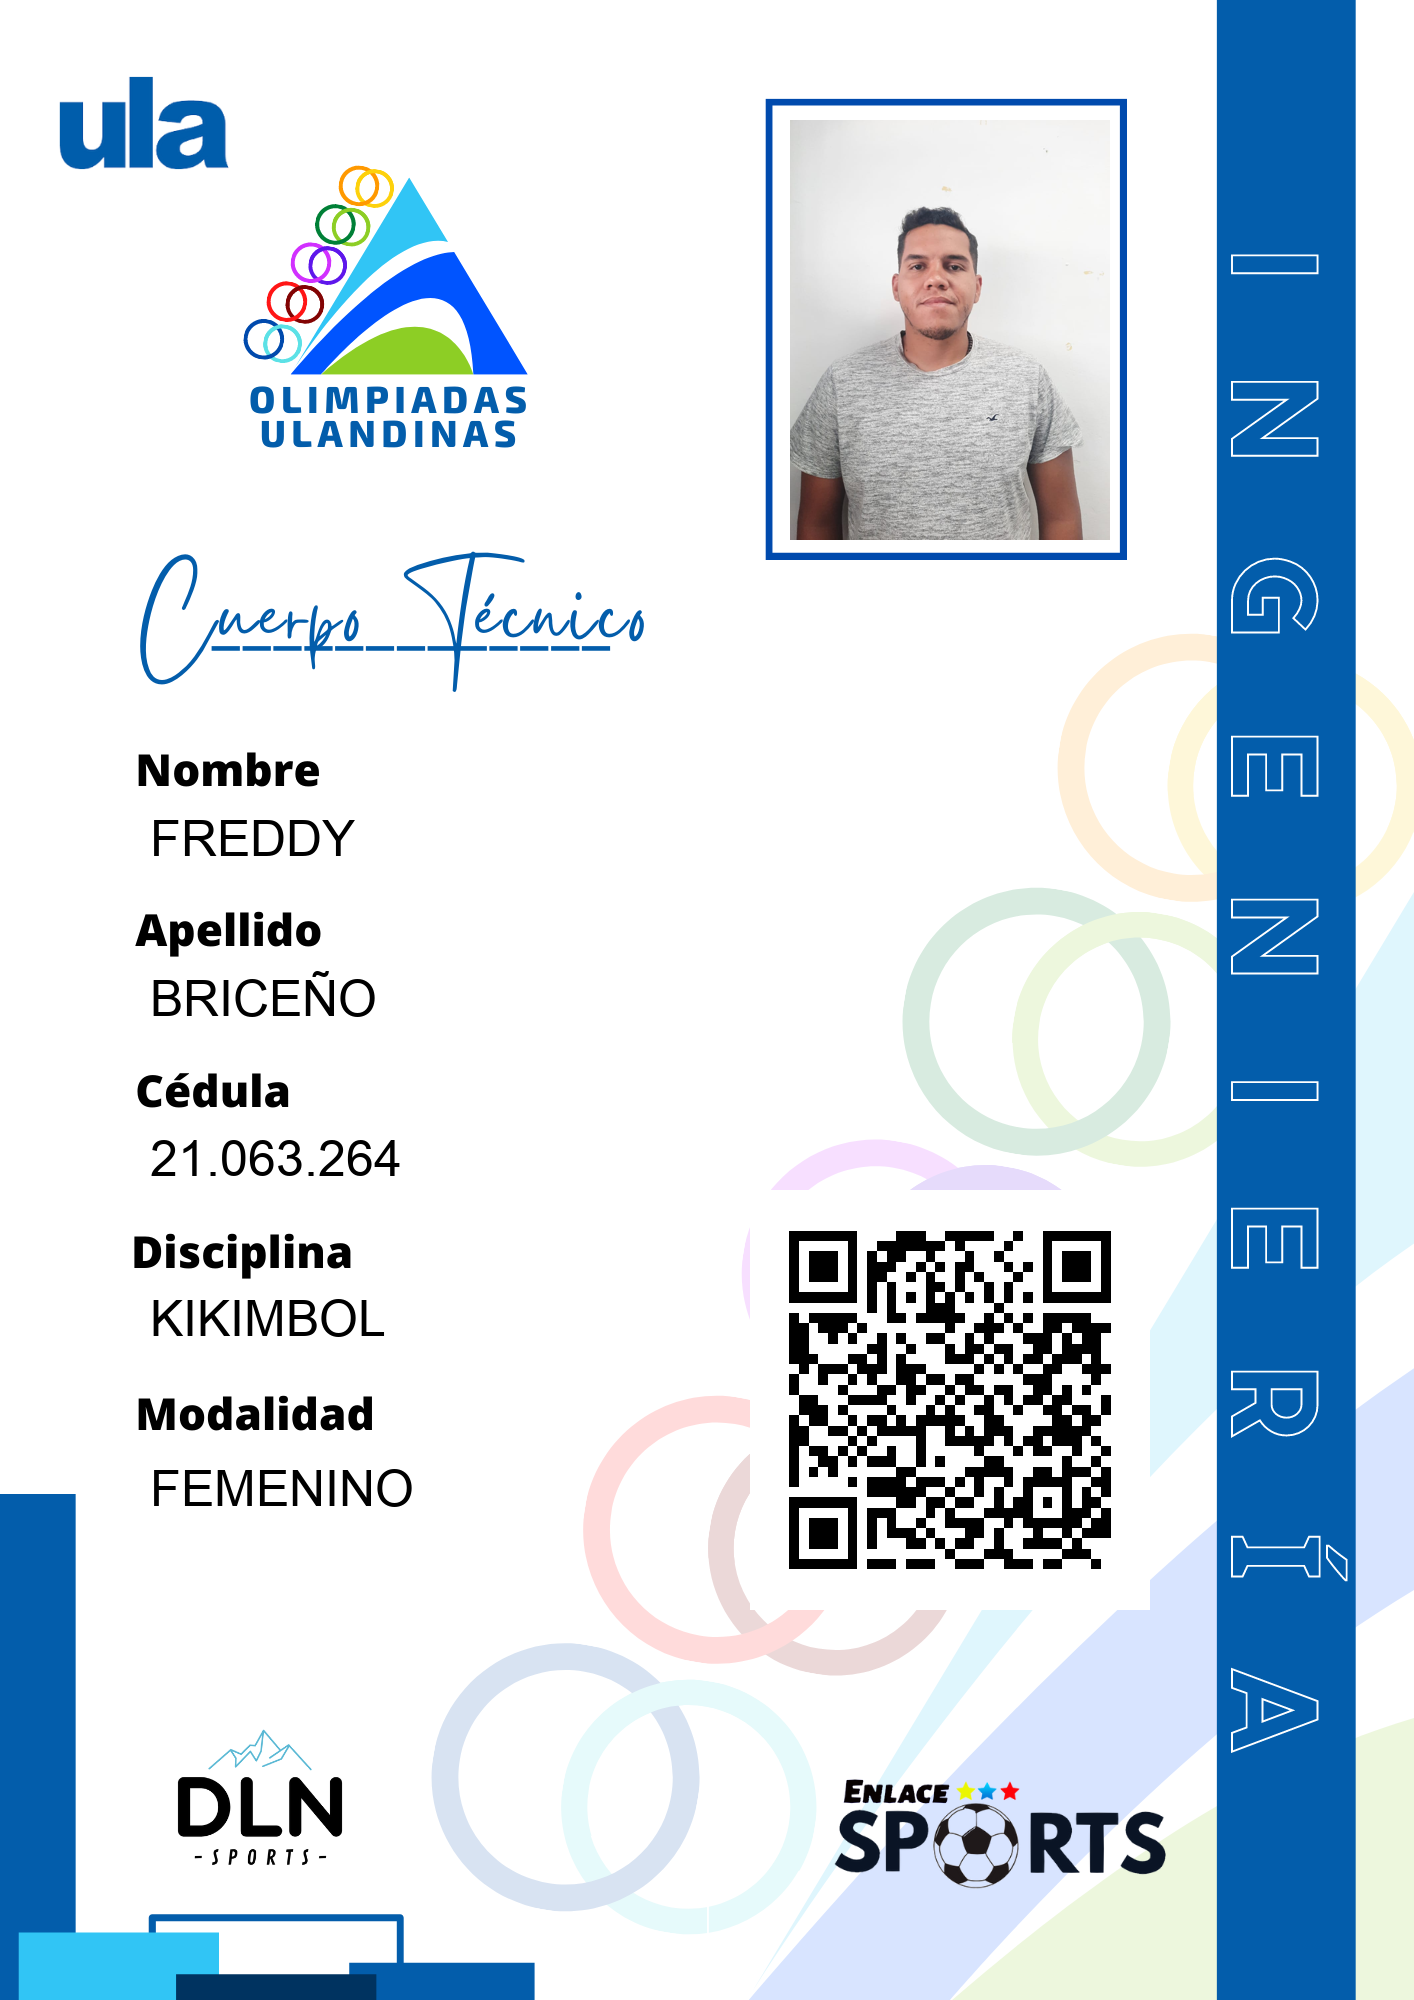 ula
OLIMPIADAS
ULANDINAS
Cuerpo Técnico
Nombre
FREDDY
Apellido
BRICEÑO
Cédula
21.063.264
Disciplina
KIKIMBOL
Modalidad
FEMENINO
INGENIERÍA
DLN
-SPORTS-
ENLACE
SPORTS